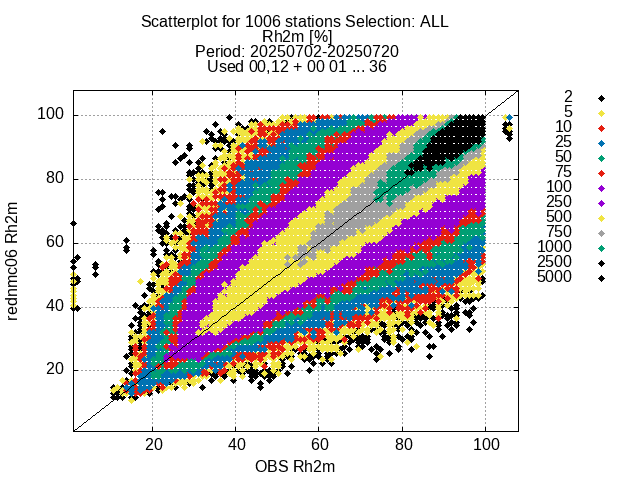 Scatterplot for 1006 stations Selection: ALL
Rh2m [%]
Period: 20250702-20250720
Used 00,12 + 00 01 ... 36
2
5
10
25
50
75
100
250
500
750
1000
2500
5000
100
80
60
40
20
rednmc06 Rh2m
20 40 60 80 100
OBS Rh2m